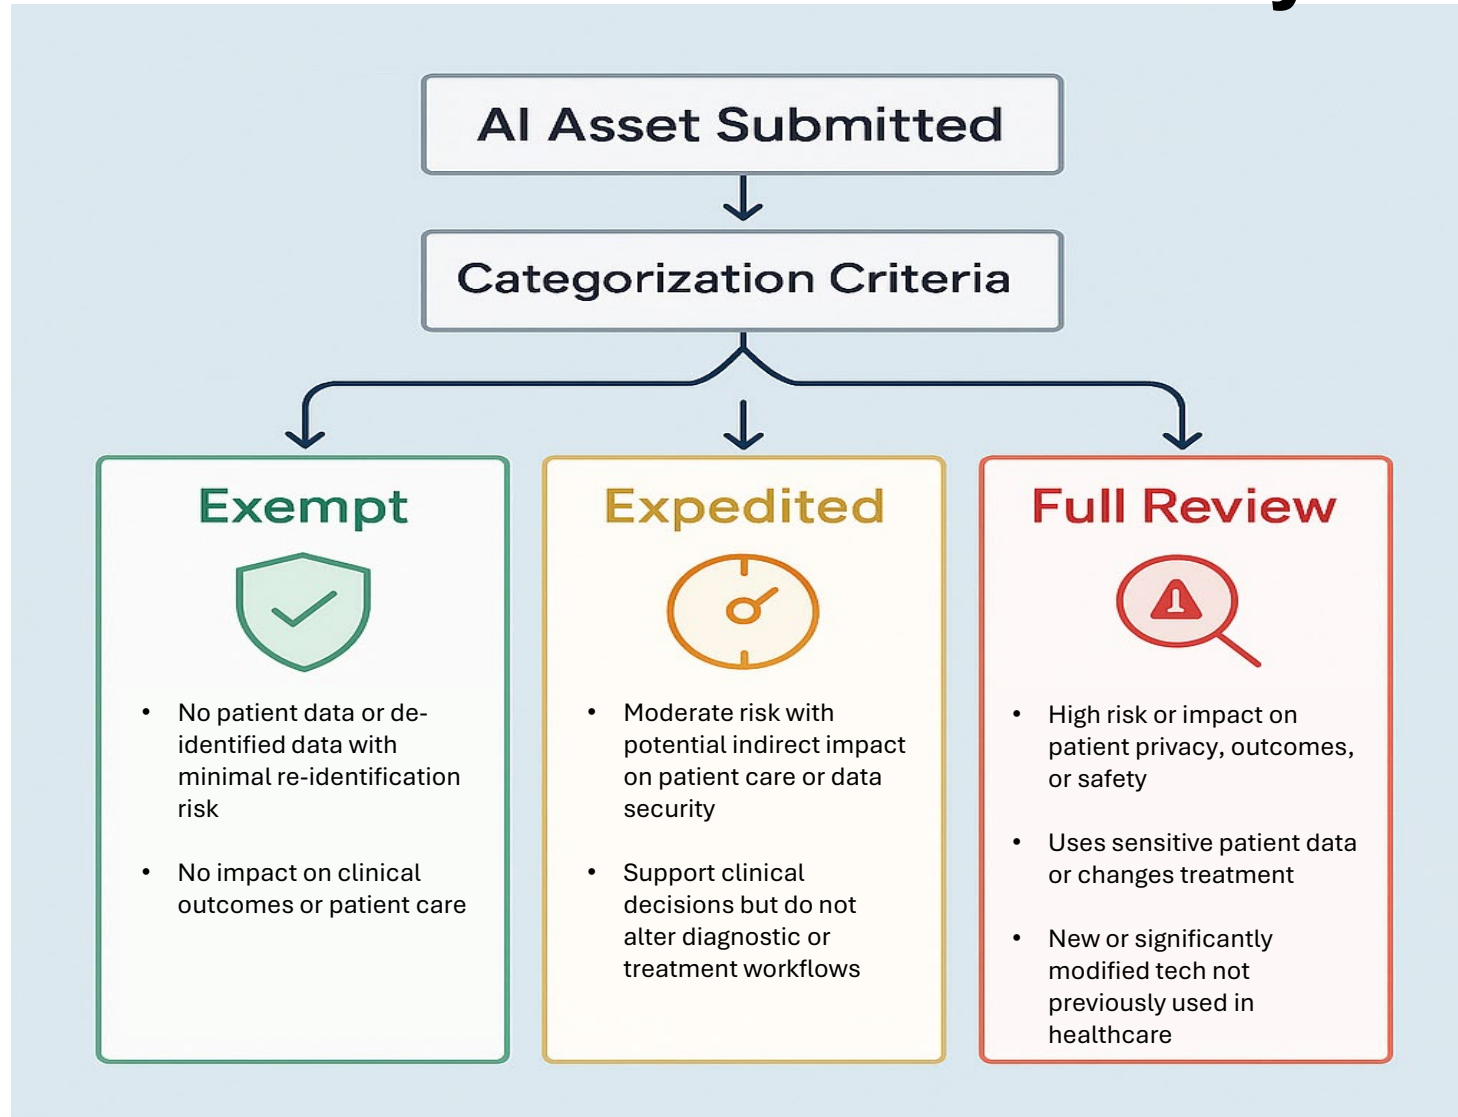 AI Asset Submitted
Categorization Criteria
Exempt
• No patient data or de-
identified data with
minimal re-identification
risk
• No impact on clinical
outcomes or patient care
Expedited
• Moderate risk with
potential indirect impact
on patient care or data
security
• Support clinical
decisions but do not
alter diagnostic or
treatment workflows
Full Review
• High risk or impact on
patient privacy, outcomes,
or safety
• Uses sensitive patient data
or changes treatment
• New or significantly
modified tech not
previously used in
healthcare